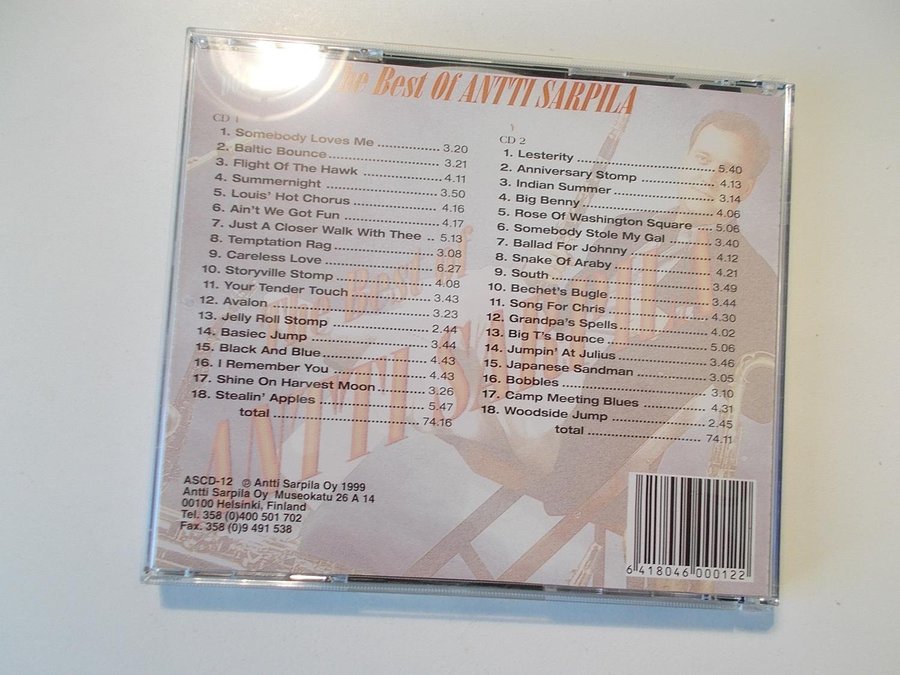 The Best Of ANTTI SARPILA
CD 1
1. Somebody Loves Me 3.20
2. Baltic Bounce 3.21
3. Flight Of The Hawk 4.11
4. Summernight 3.50
5. Louis' Hot Chorus 4.16
6. Ain't We Got Fun 4.17
7. Just A Closer Walk With Thee 5.13
8. Temptation Rag 3.08
9. Careless Love 6.27
10. Storyville Stomp 4.08
11. Your Tender Touch 3.43
12. Avalon 3.23
13. Jelly Roll Stomp 2.44
14. Basiec Jump 3.44
15. Black And Blue 4.43
16. I Remember You 4.43
17. Shine On Harvest Moon 3.26
18. Stealin' Apples 5.47
total 74.16
CD 2
1. Lesterity 5.40
2. Anniversary Stomp 4.13
3. Indian Summer 3.14
4. Big Benny 4.06
5. Rose Of Washington Square 5.06
6. Somebody Stole My Gal 3.40
7. Ballad For Johnny 4.12
8. Snake Of Araby 4.21
9. South 3.49
10. Bechet's Bugle 3.44
11. Song For Chris 4.30
12. Grandpa's Spells 4.02
13. Big T's Bounce 5.06
14. Jumpin' At Julius 3.46
15. Japanese Sandman 3.05
16. Bobbles 3.10
17. Camp Meeting Blues 4.31
18. Woodside Jump 2.45
total 74.11
The Best of
ANTTI SARPILA
ASCD-12 ℗ Antti Sarpila Oy 1999
Antti Sarpila Oy Museokatu 26 A 14
00100 Helsinki, Finland
Tel. 358 (0)400 501 702
Fax. 358 (0)9 491 538
6 418046 000122